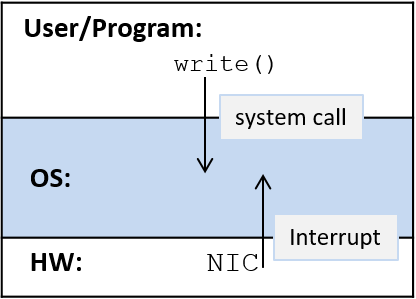 User/Program:
write()
system call
OS:
Interrupt
HW:
NIC